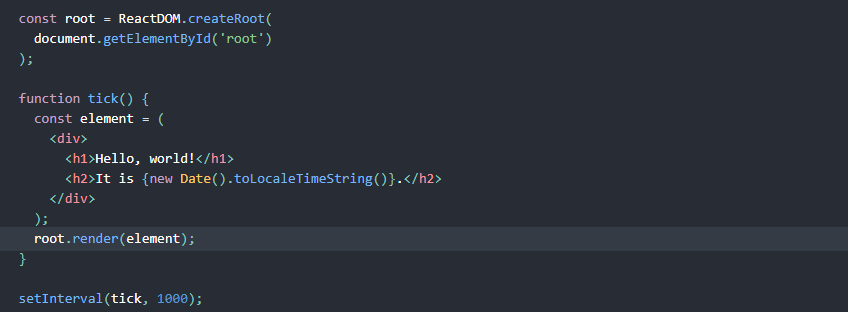 const root = ReactDOM.createRoot(
  document.getElementById('root')
);

function tick() {
  const element = (
    <div>
      <h1>Hello, world!</h1>
      <h2>It is {new Date().toLocaleTimeString()}.</h2>
    </div>
  );
  root.render(element);
}

setInterval(tick, 1000);